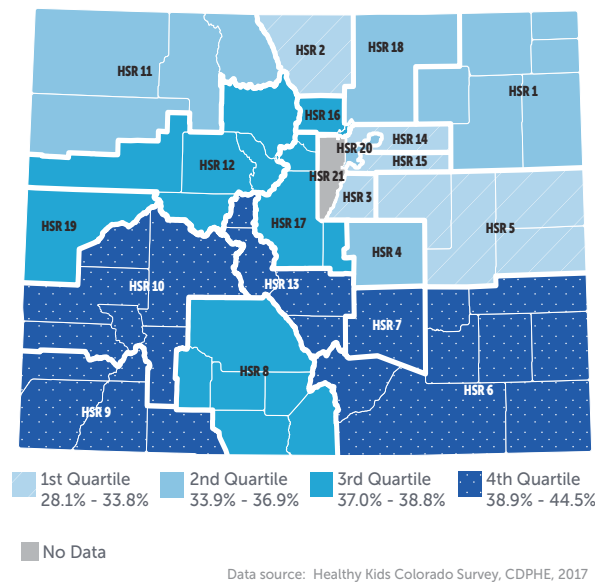 HSR 2
HSR 18
HSR 11
HSR 1
HSR 16
HSR 14
HSR 20
HSR 15
HSR 12
HSR 21
HSR 3
HSR 19
HSR 17
HSR 5
HSR 4
HSR 10
HSR 13
HSR 7
HSR 8
HSR 6
HSR 9
1st Quartile
28.1% - 33.8%
2nd Quartile
33.9% - 36.9%
3rd Quartile
37.0% - 38.8%
4th Quartile
38.9% - 44.5%
No Data
Data source: Healthy Kids Colorado Survey, CDPHE, 2017